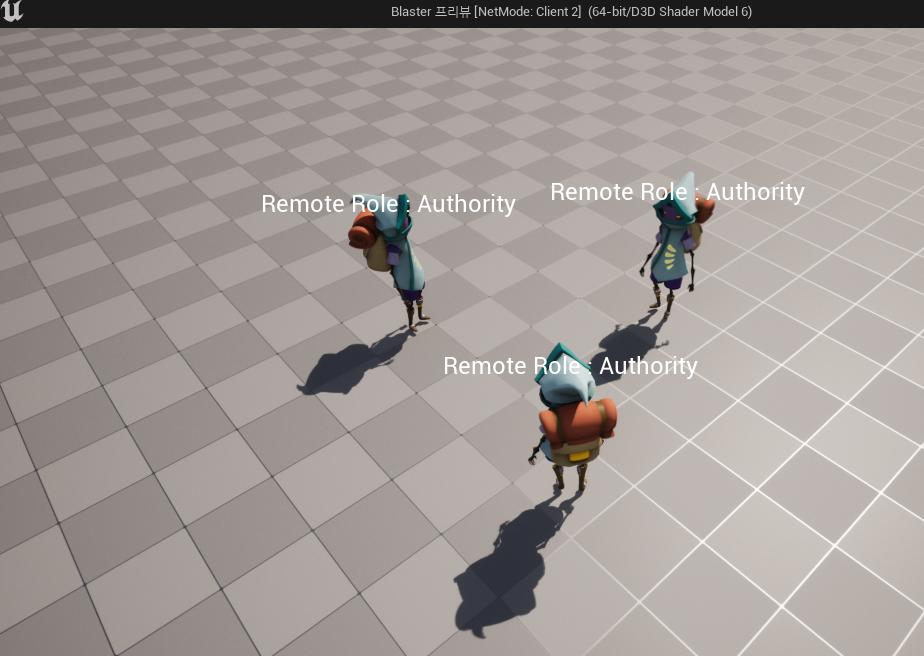 Blaster 프리뷰 [NetMode: Client 2] (64-bit/D3D Shader Model 6)
Remote Role : Authority
Remote Role : Authority
Remote Role : Authority